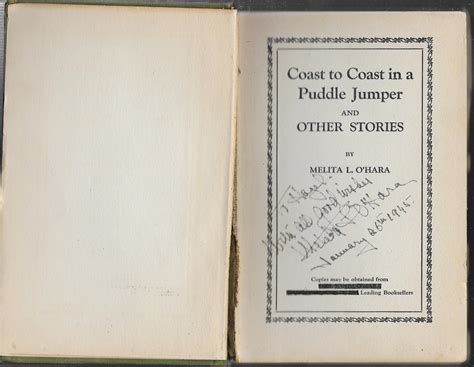 Coast to Coast in a
Puddle Jumper
AND
OTHER STORIES
BY
MELITA L. O'HARA
With all good wishes
Melita L. O'Hara
January 26th 1945
Copies may be obtained from
Leading Booksellers